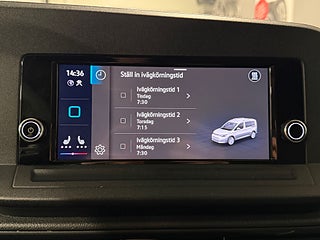 14:36
Ställ in ivägkörningstid
Ivägkörningstid 1
Tisdag
7:30
Ivägkörningstid 2
Torsdag
7:15
Ivägkörningstid 3
Måndag
7:30